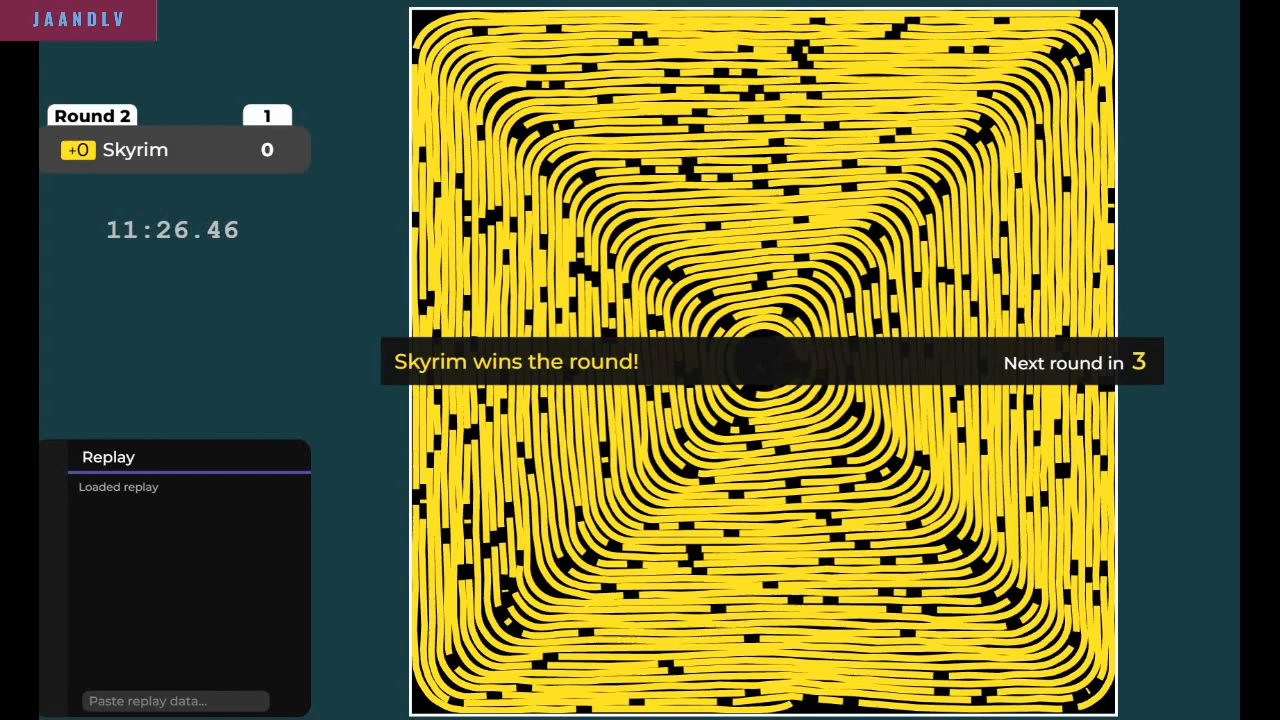 JAANDLV
Round 2 1
+0 Skyrim 0
11:26.46
Skyrim wins the round! Next round in 3
Replay
Loaded replay
Paste replay data...